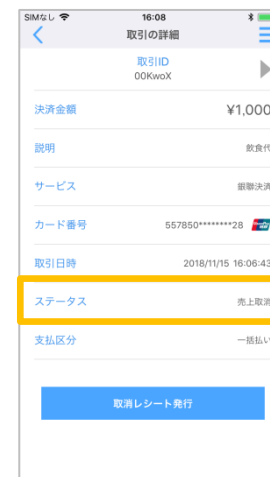 SIMなし 16:08
取引の詳細
取引ID
00KwoX
決済金額 ¥1,000
説明 飲食代
サービス 銀聯決済
カード番号 557850********28
取引日時 2018/11/15 16:06:43
ステータス 売上取消
支払区分 一括払い
取消レシート発行